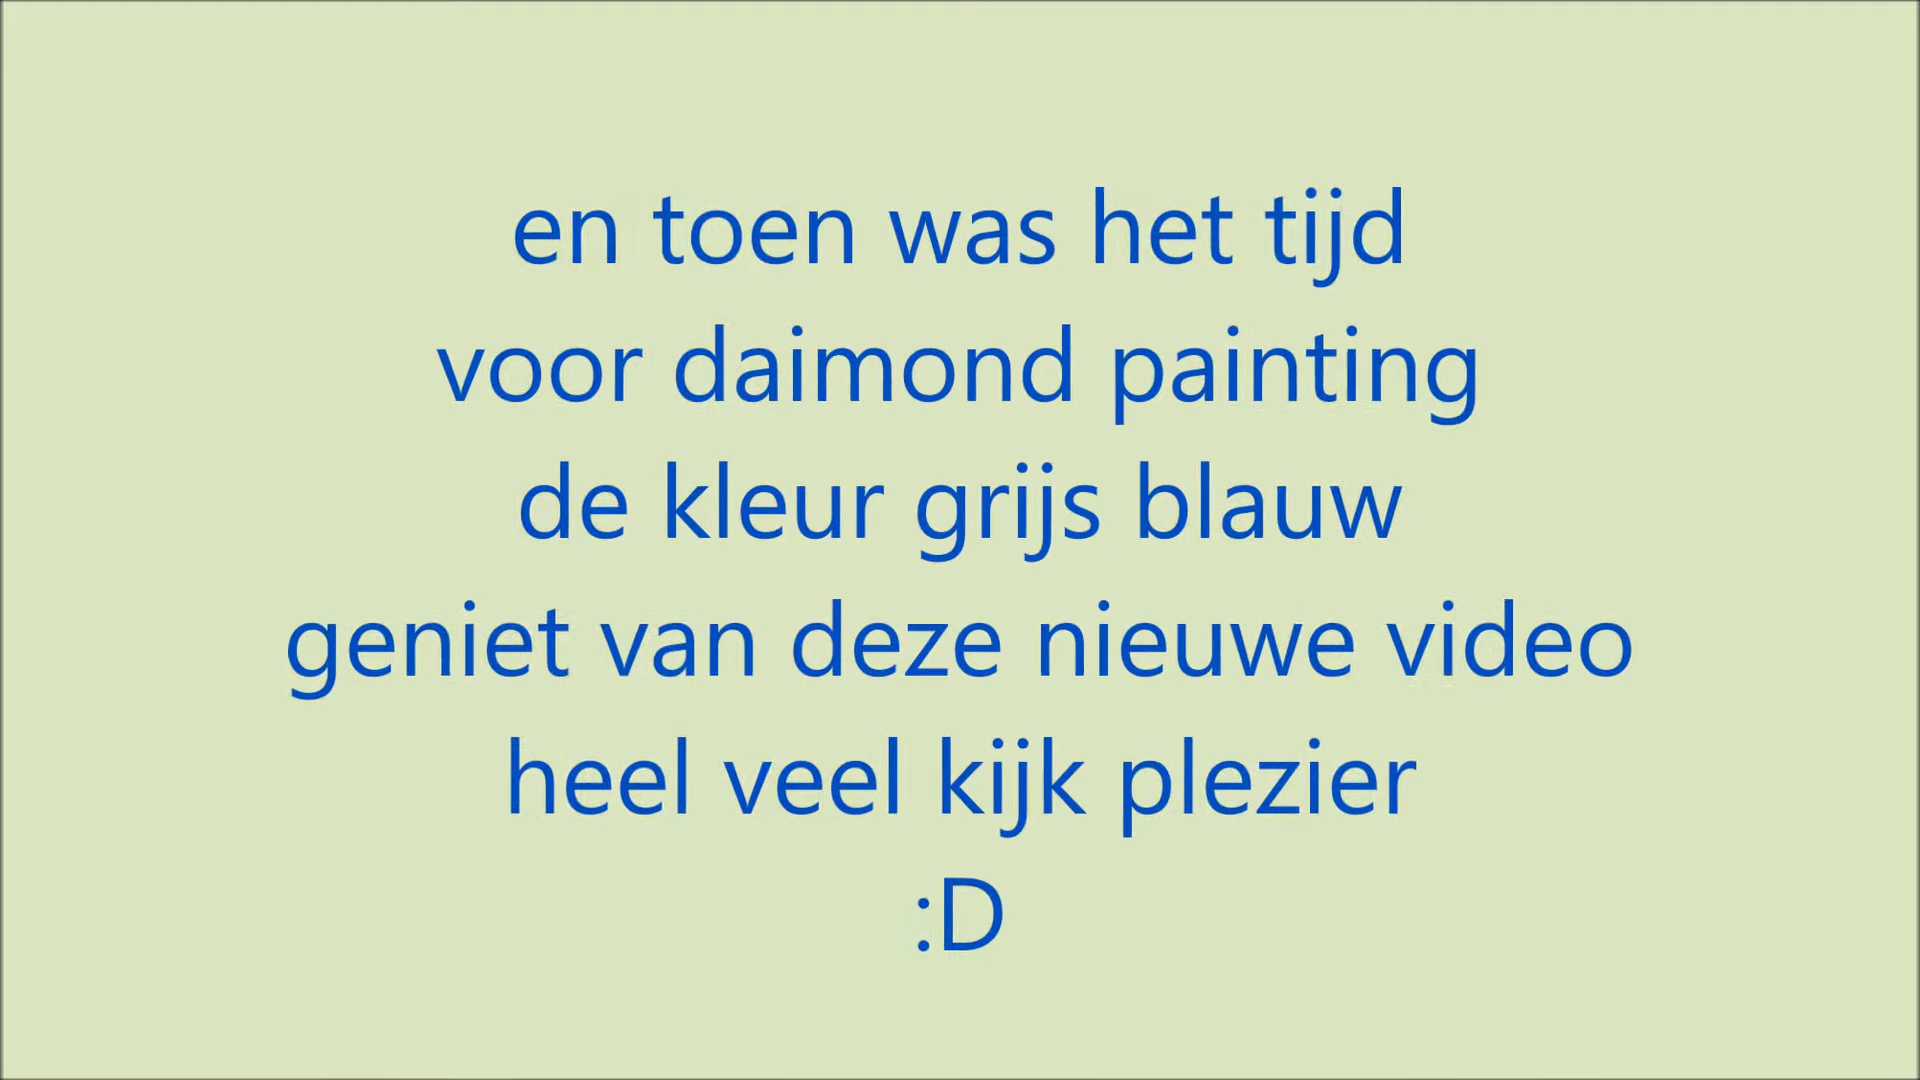 en toen was het tijd
voor daimond painting
de kleur grijs blauw
geniet van deze nieuwe video
heel veel kijk plezier
:D